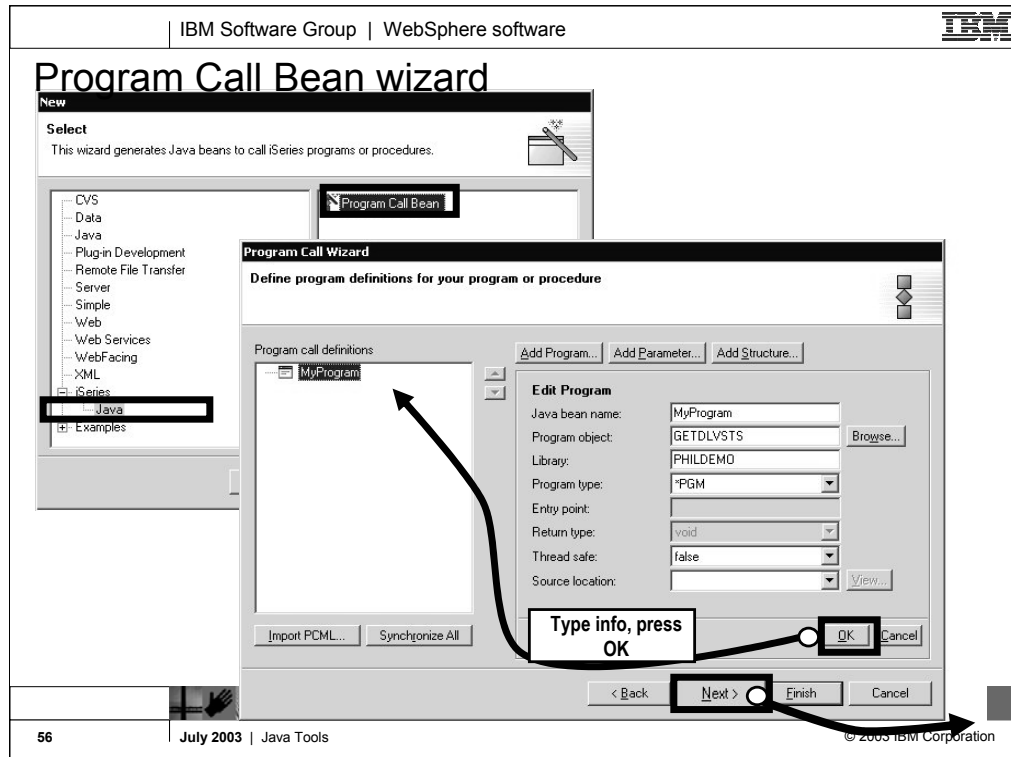 IBM Software Group | WebSphere software
IBM
Program Call Bean wizard
New
Select
This wizard generates Java beans to call iSeries programs or procedures.
CVS
Data
Java
Plug-in Development
Remote File Transfer
Server
Simple
Web
Web Services
WebFacing
XML
iSeries
Java
Examples
Program Call Bean
Program Call Wizard
Define program definitions for your program or procedure
Program call definitions
MyProgram
Add Program... Add Parameter... Add Structure...
Edit Program
Java bean name: MyProgram
Program object: GETDLVSTS Browse...
Library: PHILDEMO
Program type: *PGM
Entry point:
Return type: void
Thread safe: false
Source location: View...
Import PCML... Synchronize All
Type info, press
OK
OK Cancel
< Back Next > Finish Cancel
56 July 2003 | Java Tools © 2003 IBM Corporation